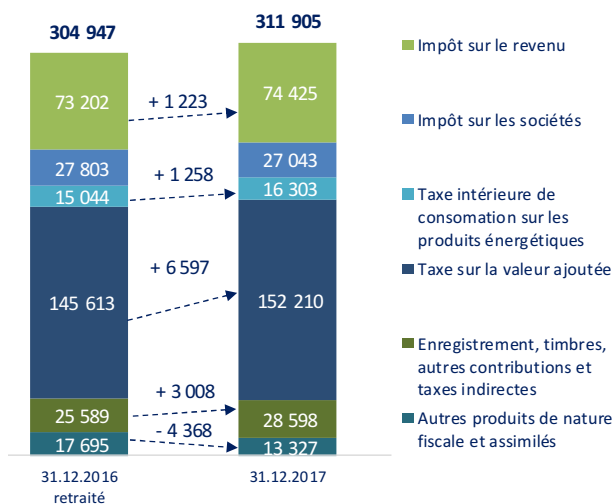 304 947
311 905
73 202
+ 1 223
74 425
27 803
+ 1 258
27 043
15 044
16 303
+ 6 597
145 613
152 210
+ 3 008
25 589
28 598
- 4 368
17 695
13 327
31.12.2016
retraité
31.12.2017
Impôt sur le revenu
Impôt sur les sociétés
Taxe intérieure de
consomation sur les
produits énergétiques
Taxe sur la valeur ajoutée
Enregistrement, timbres,
autres contributions et
taxes indirectes
Autres produits de nature
fiscale et assimilés